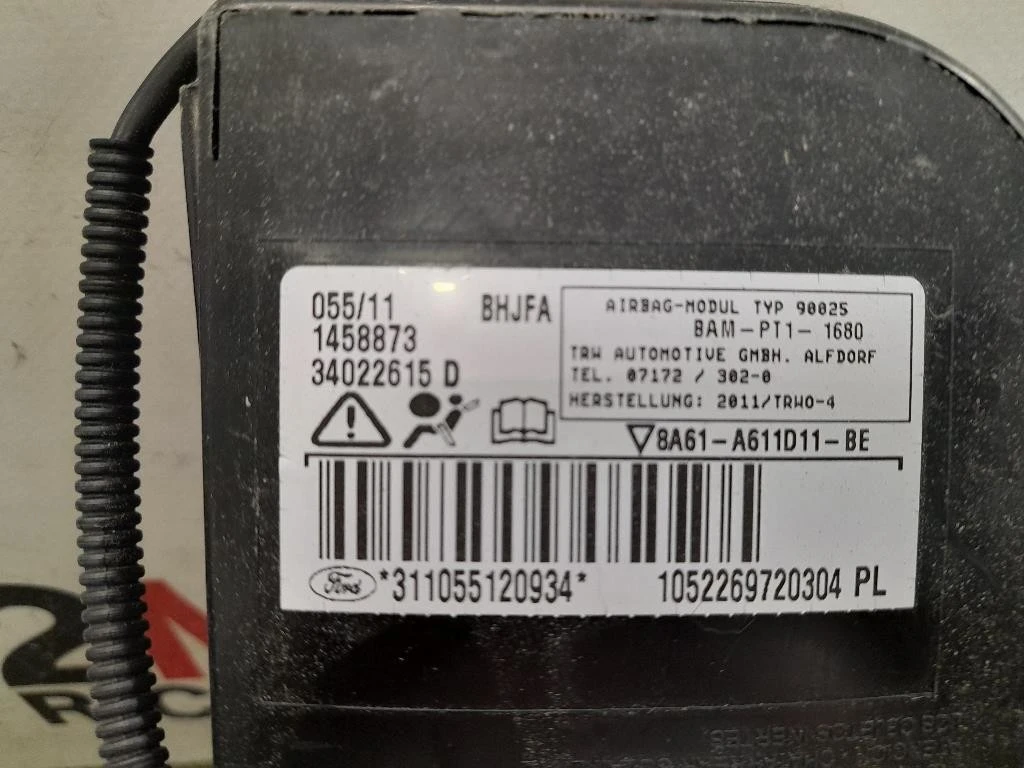 055/11
1458873
34022615 D
BHJFA
AIRBAG-MODUL TYP 90025
BAM-PT1- 1680
TRW AUTOMOTIVE GMBH. ALFDORF
TEL. 07172 / 302-0
HERSTELLUNG: 2011/TRWO-4
8A61-A611D11-BE
Ford
*311055120934*
1052269720304 PL